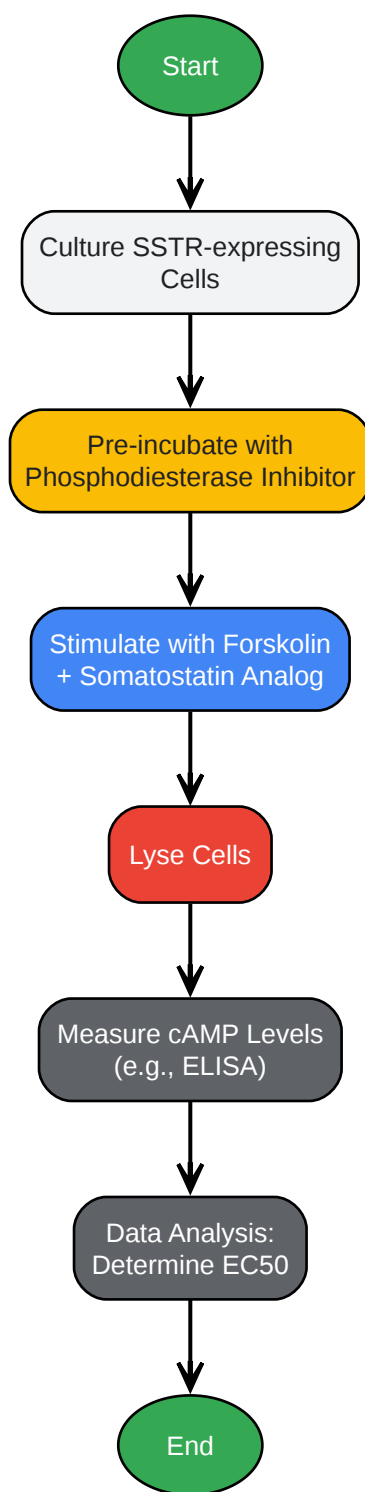 Start
Culture SSTR-expressing
Cells
Pre-incubate with
Phosphodiesterase Inhibitor
Stimulate with Forskolin
+ Somatostatin Analog
Lyse Cells
Measure cAMP Levels
(e.g., ELISA)
Data Analysis:
Determine EC50
End